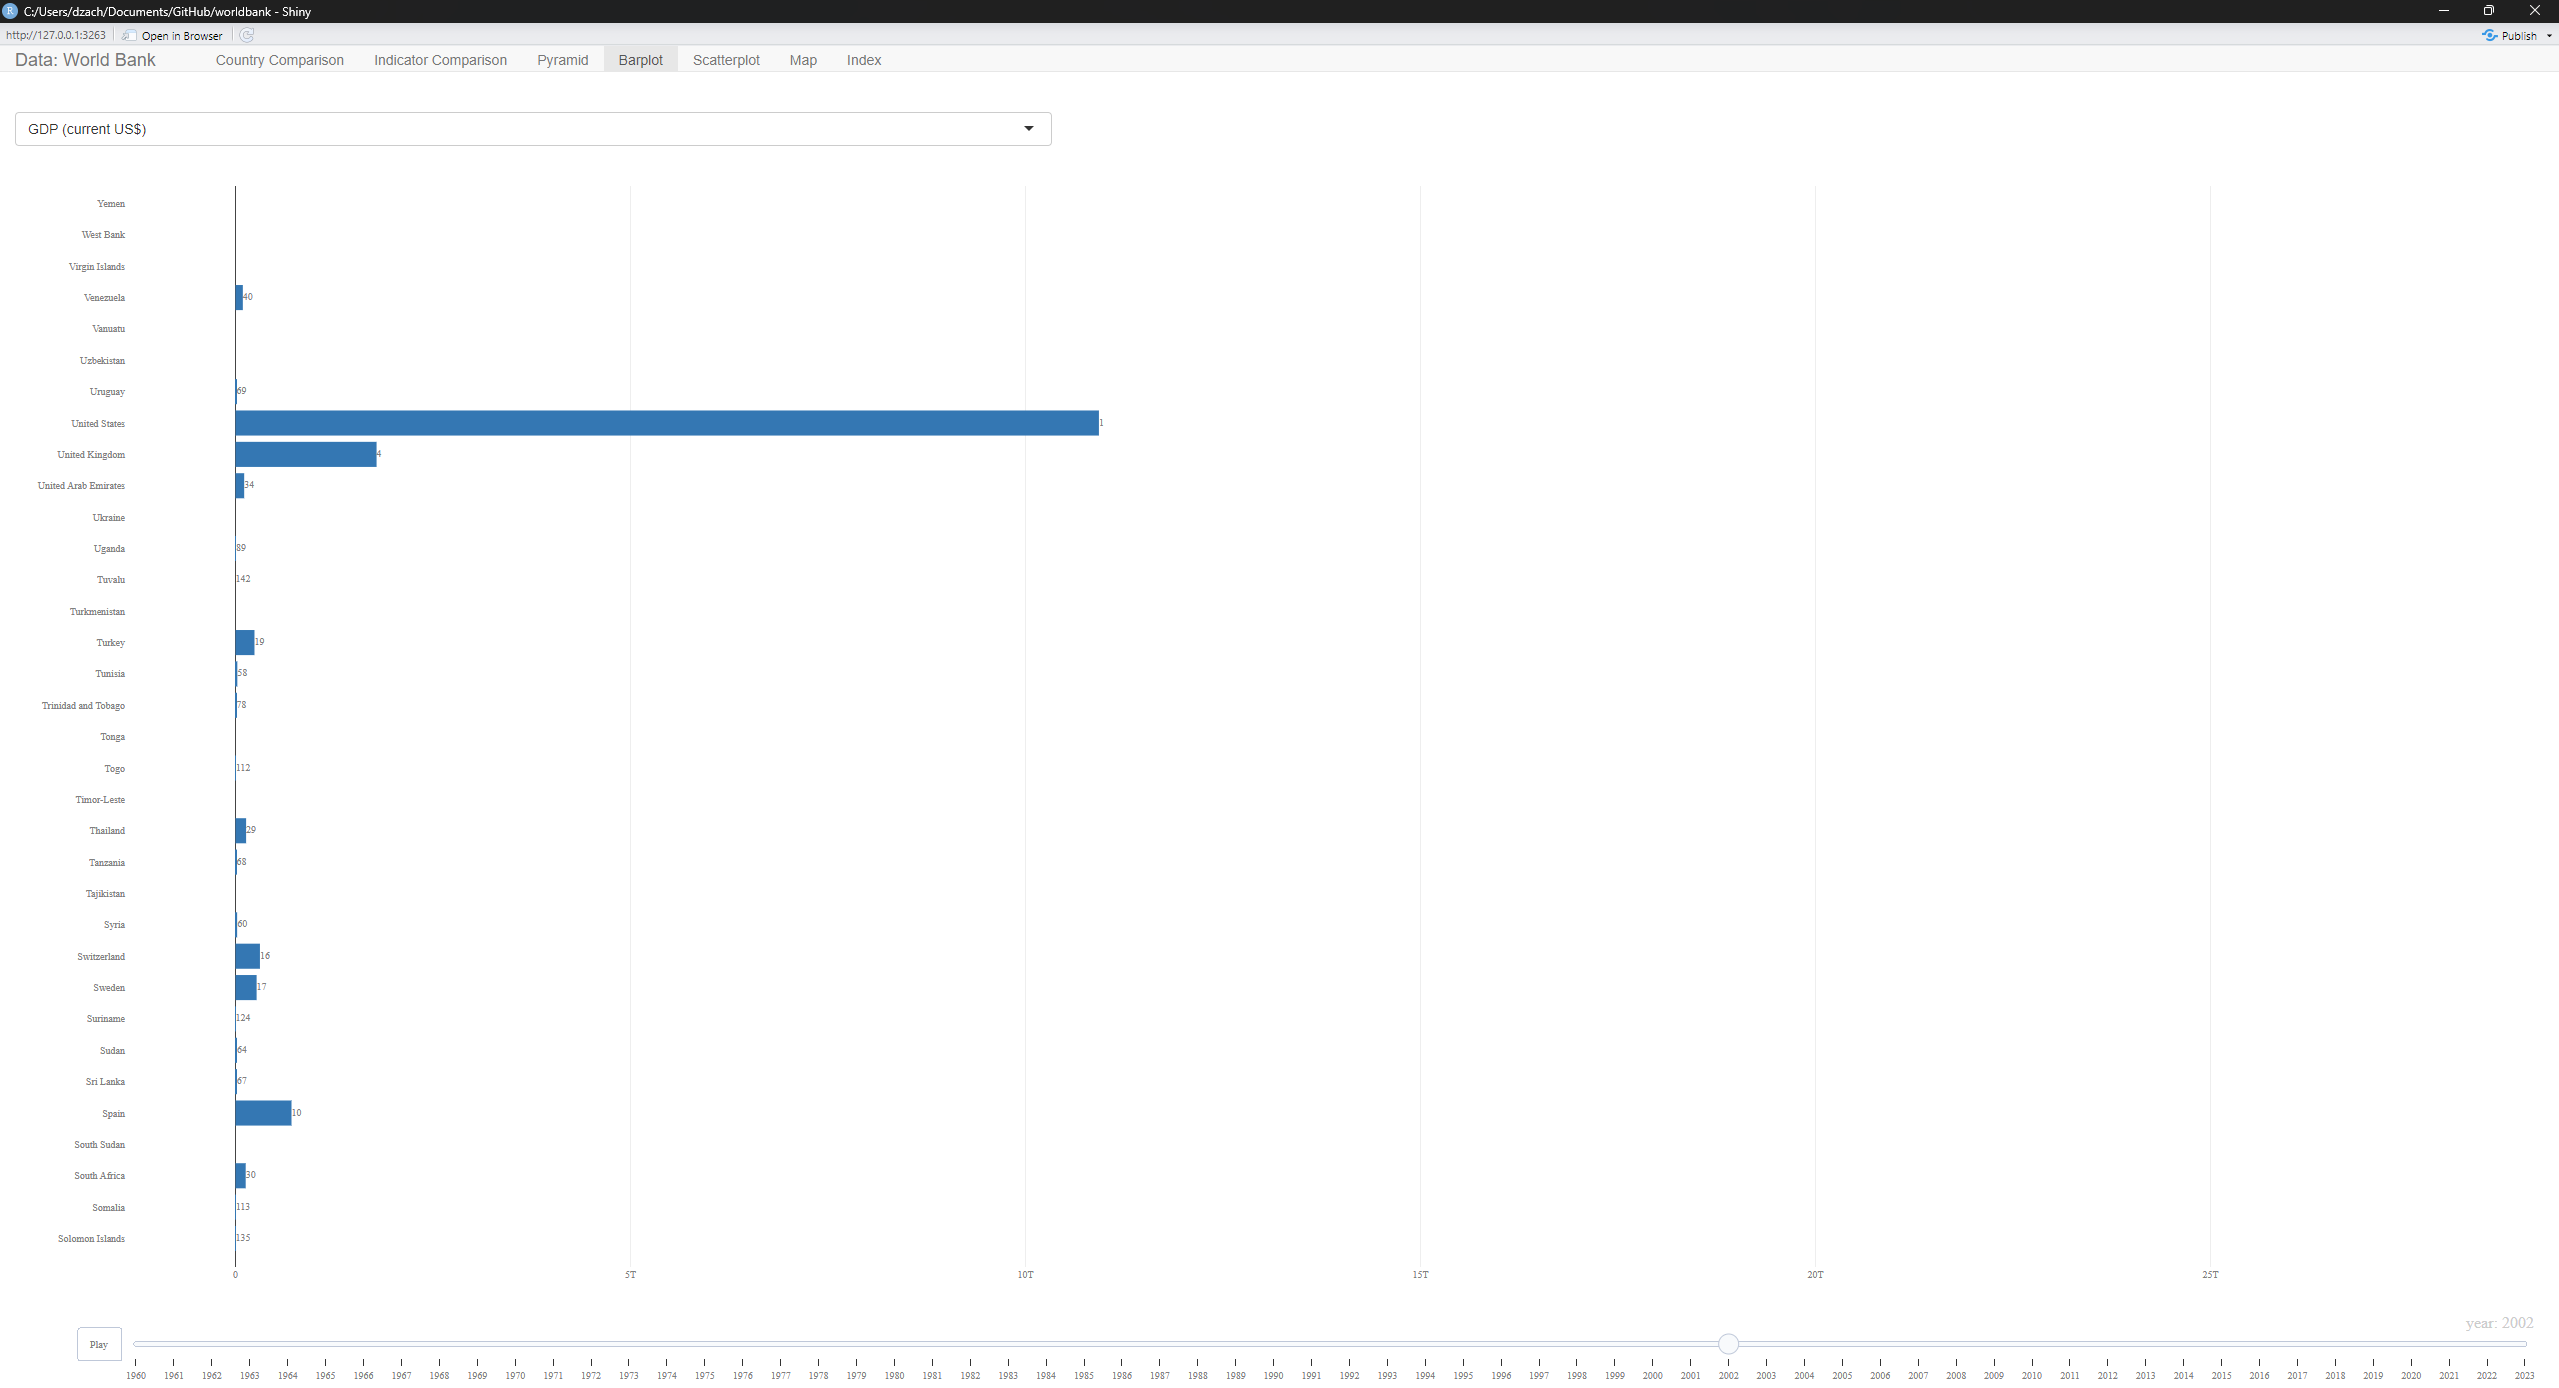 C:/Users/dzach/Documents/GitHub/worldbank - Shiny
http://127.0.0.1:3263 Open in Browser Publish
Data: World Bank Country Comparison Indicator Comparison Pyramid Barplot Scatterplot Map Index
GDP (current US$)
Yemen
West Bank
Virgin Islands
Venezuela 40
Vanuatu
Uzbekistan
Uruguay 69
United States 1
United Kingdom 4
United Arab Emirates 34
Ukraine
Uganda 89
Tuvalu 142
Turkmenistan
Turkey 19
Tunisia 58
Trinidad and Tobago 78
Tonga
Togo 112
Timor-Leste
Thailand 29
Tanzania 68
Tajikistan
Syria 60
Switzerland 16
Sweden 17
Suriname 124
Sudan 64
Sri Lanka 67
Spain 10
South Sudan
South Africa 30
Somalia 113
Solomon Islands 135
0 5T 10T 15T 20T 25T
year: 2002
Play
1960 1961 1962 1963 1964 1965 1966 1967 1968 1969 1970 1971 1972 1973 1974 1975 1976 1977 1978 1979 1980 1981 1982 1983 1984 1985 1986 1987 1988 1989 1990 1991 1992 1993 1994 1995 1996 1997 1998 1999 2000 2001 2002 2003 2004 2005 2006 2007 2008 2009 2010 2011 2012 2013 2014 2015 2016 2017 2018 2019 2020 2021 2022 2023